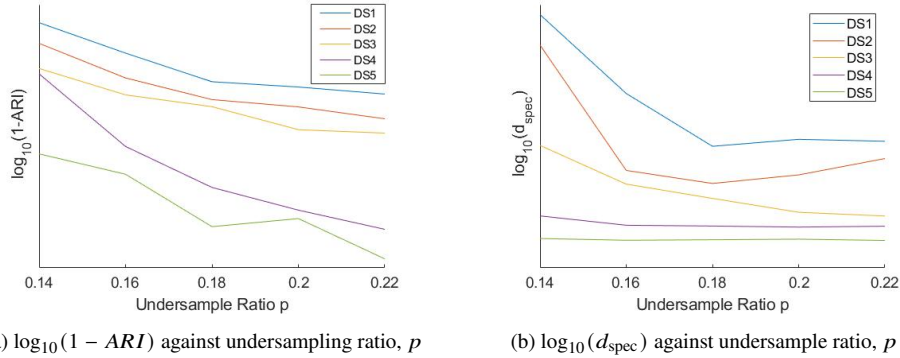 DS1
DS2
DS3
DS4
DS5
log10(1-ARI)
0.14 0.16 0.18 0.2 0.22
Undersample Ratio p
) log10(1 − ARI) against undersampling ratio, p
DS1
DS2
DS3
DS4
DS5
log10(dspec)
0.14 0.16 0.18 0.2 0.22
Undersample Ratio p
(b) log10(dspec) against undersample ratio, p